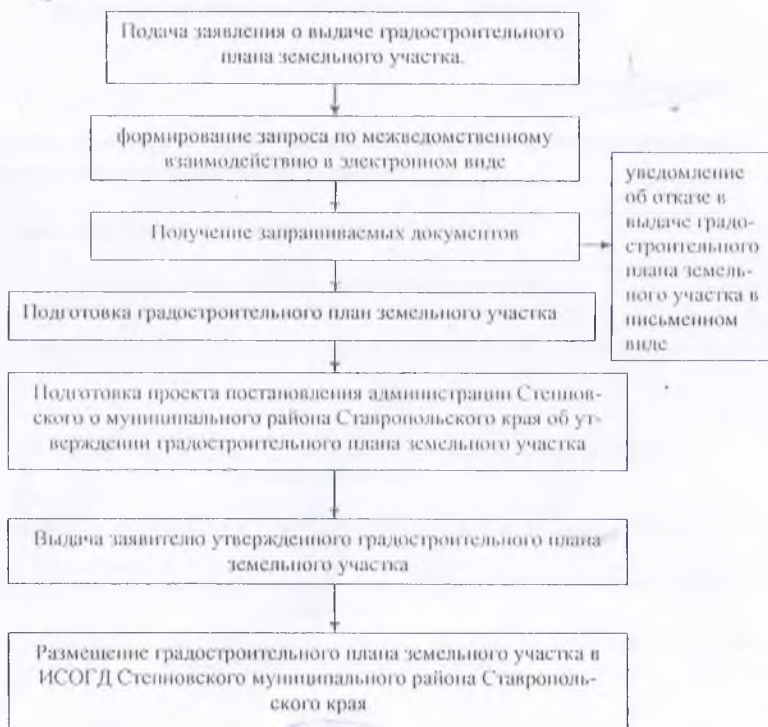 Подача заявления о выдаче градостроительного
плана земельного участка.
формирование запроса по межведомственному
взаимодействию в электронном виде
Получение запрашиваемых документов
уведомление
об отказе в
выдаче градо-
строительного
плана земель-
ного участка в
письменном
виде
Подготовка градостроительного план земельного участка
Подготовка проекта постановления администрации Степнов-
ского о муниципального района Ставропольского края об ут-
верждении градостроительного плана земельного участка
Выдача заявителю утвержденного градостроительного плана
земельного участка
Размещение градостроительного плана земельного участка в
ИСОГД Степновского муниципального района Ставрополь-
ского края